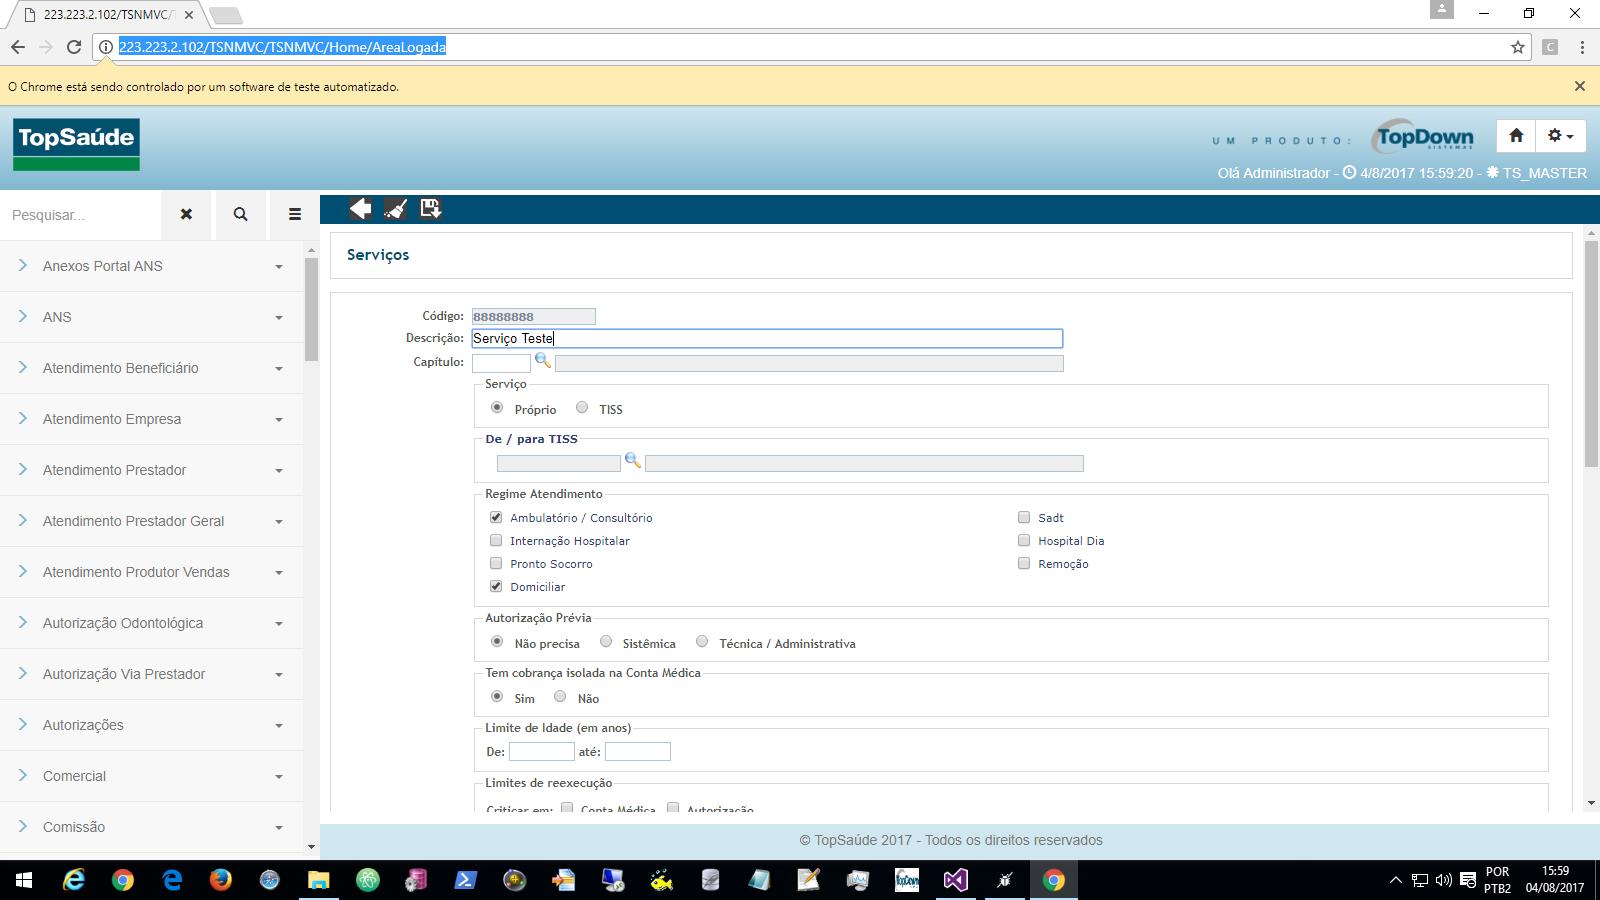 223.223.2.102/TSNMVC/T
223.223.2.102/TSNMVC/TSNMVC/Home/AreaLogada
C
O Chrome está sendo controlado por um software de teste automatizado.
TopSaúde
UM PRODUTO:
TopDown
SISTEMAS
Olá Administrador - 4/8/2017 15:59:20 - TS_MASTER
Pesquisar...
Anexos Portal ANS
ANS
Atendimento Beneficiário
Atendimento Empresa
Atendimento Prestador
Atendimento Prestador Geral
Atendimento Produtor Vendas
Autorização Odontológica
Autorização Via Prestador
Autorizações
Comercial
Comissão
Serviços
Código: 88888888
Descrição: Serviço Teste
Capítulo:
Serviço
Próprio TISS
De / para TISS
Regime Atendimento
Ambulatório / Consultório Sadt
Internação Hospitalar Hospital Dia
Pronto Socorro Remoção
Domiciliar
Autorização Prévia
Não precisa Sistêmica Técnica / Administrativa
Tem cobrança isolada na Conta Médica
Sim Não
Limite de Idade (em anos)
De: até:
Limites de reexecução
Criticar em: Conta Médica Autorização
© TopSaúde 2017 - Todos os direitos reservados
TopDown
POR
PTB2
15:59
04/08/2017